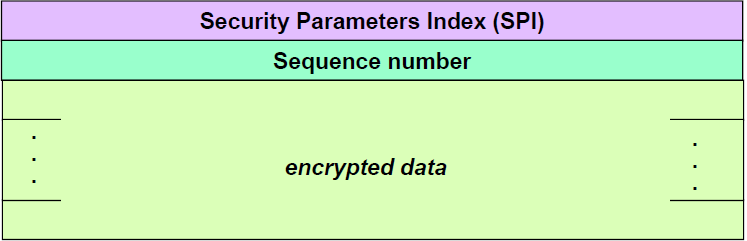 Security Parameters Index (SPI)
Sequence number
encrypted data